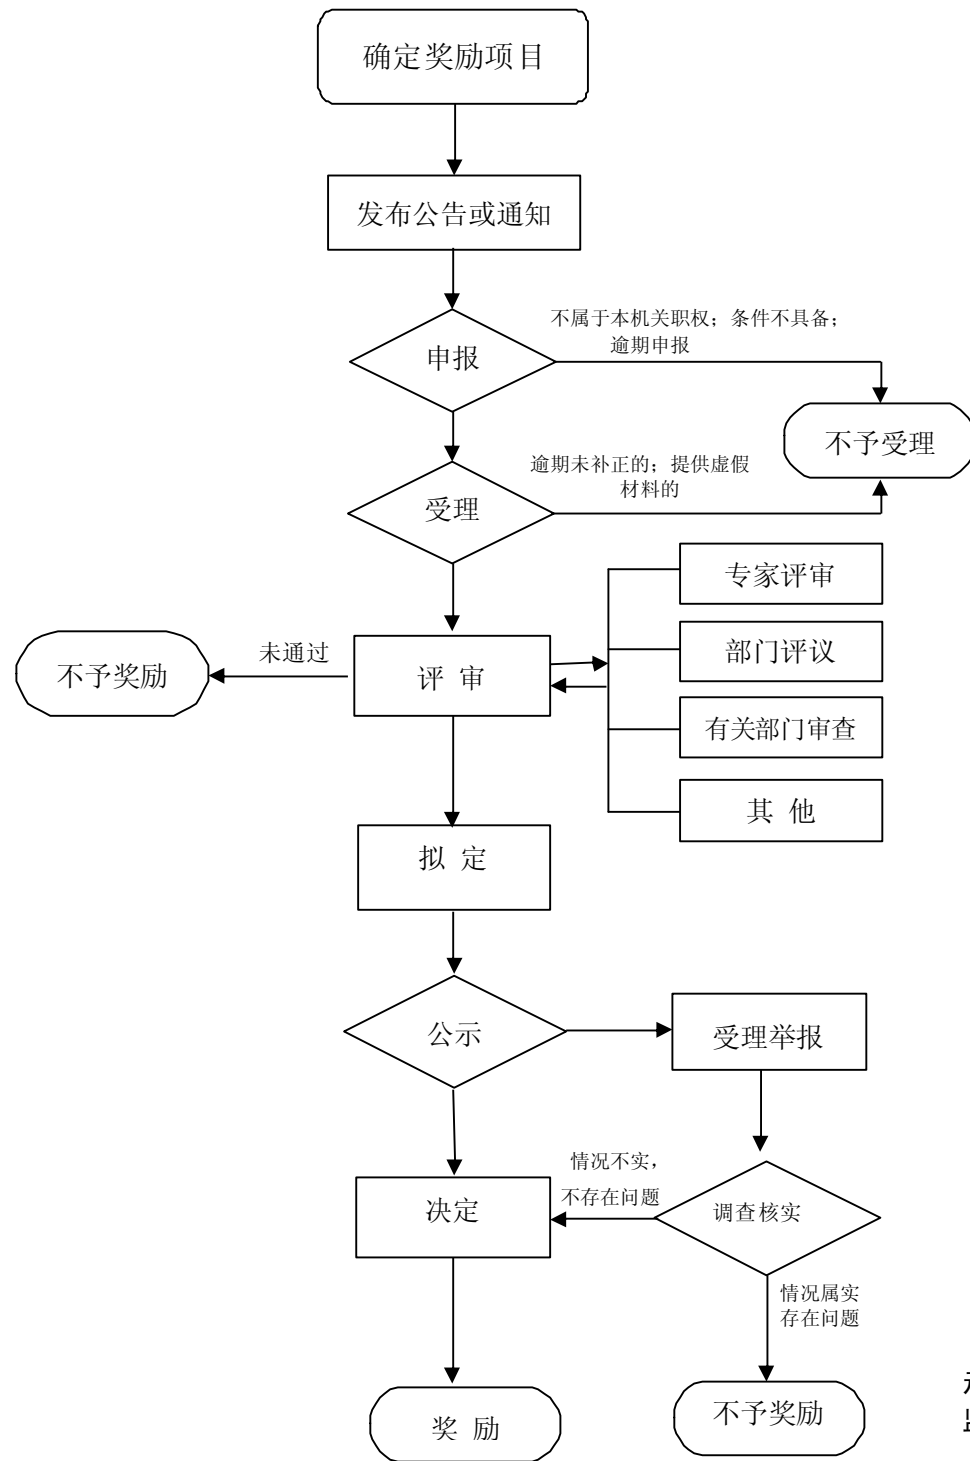 确定奖励项目
发布公告或通知
申报
不属于本机关职权；条件不具备；
逾期申报
不予受理
受理
逾期未补正的；提供虚假
材料的
专家评审
部门评议
有关部门审查
其 他
评 审
未通过
不予奖励
拟 定
公示
受理举报
调查核实
情况不实，
不存在问题
决定
情况属实
存在问题
奖 励
不予奖励